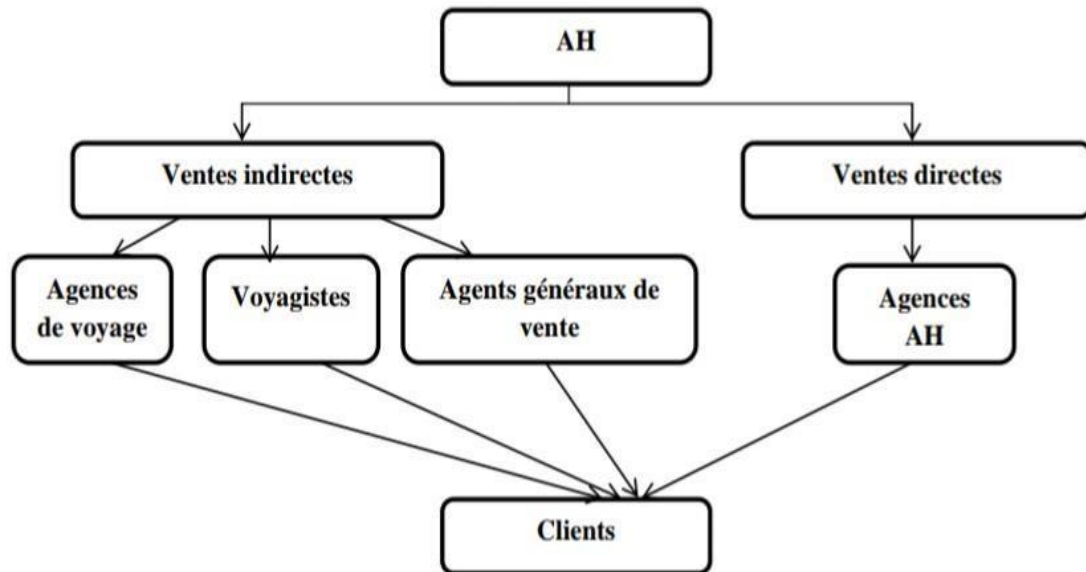 AH
Ventes indirectes
Ventes directes
Agences
de voyage
Voyagistes
Agents généraux de
vente
Agences
AH
Clients